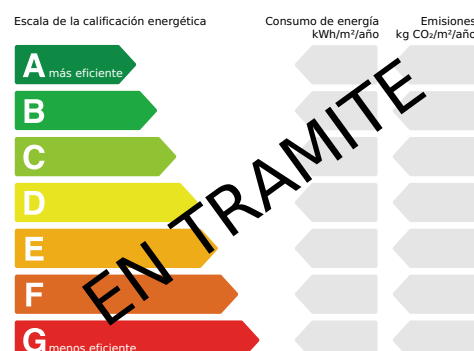 Escala de la calificación energética
Consumo de energía
kWh/m²/año
Emisiones
kg CO₂/m²/año
A más eficiente
B
C
D
E
F
G menos eficiente
EN TRAMITE